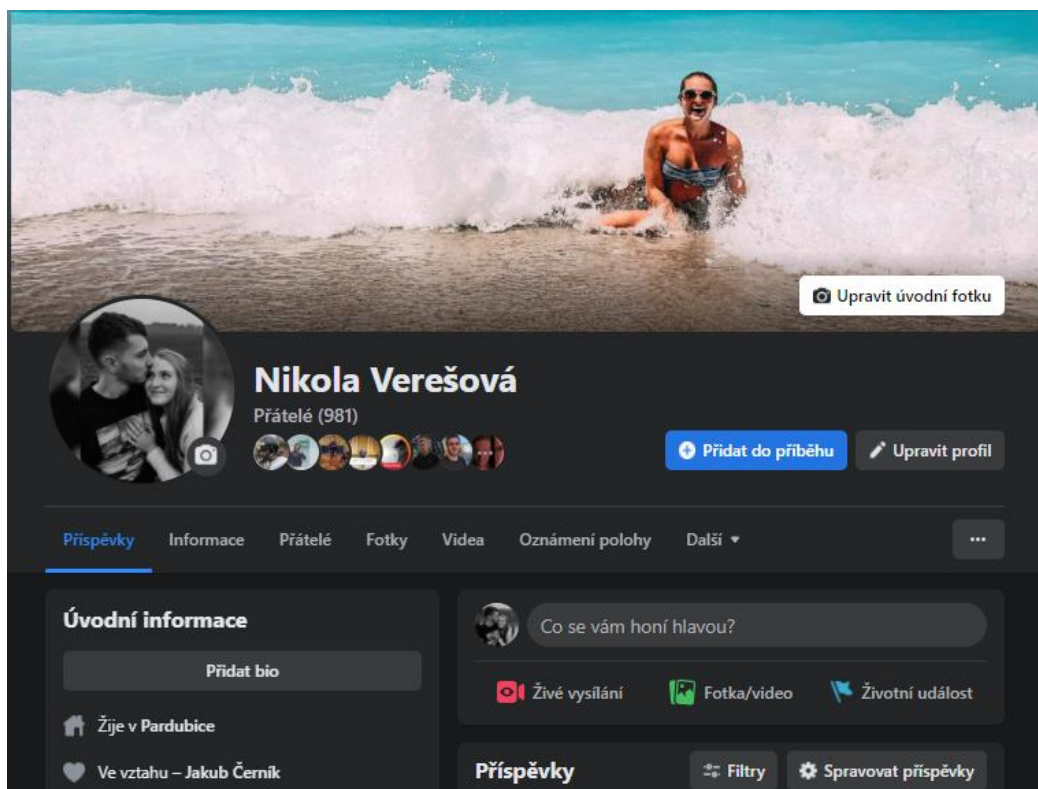 Upravit úvodní fotku
Nikola Verešová
Přátelé (981)
Přidat do příběhu
Upravit profil
Příspěvky
Informace
Přátelé
Fotky
Videa
Oznámení polohy
Další
Úvodní informace
Přidat bio
Žije v Pardubice
Ve vztahu – Jakub Černík
Co se vám honí hlavou?
Živé vysílání
Fotka/video
Životní událost
Příspěvky
Filtry
Spravovat příspěvky